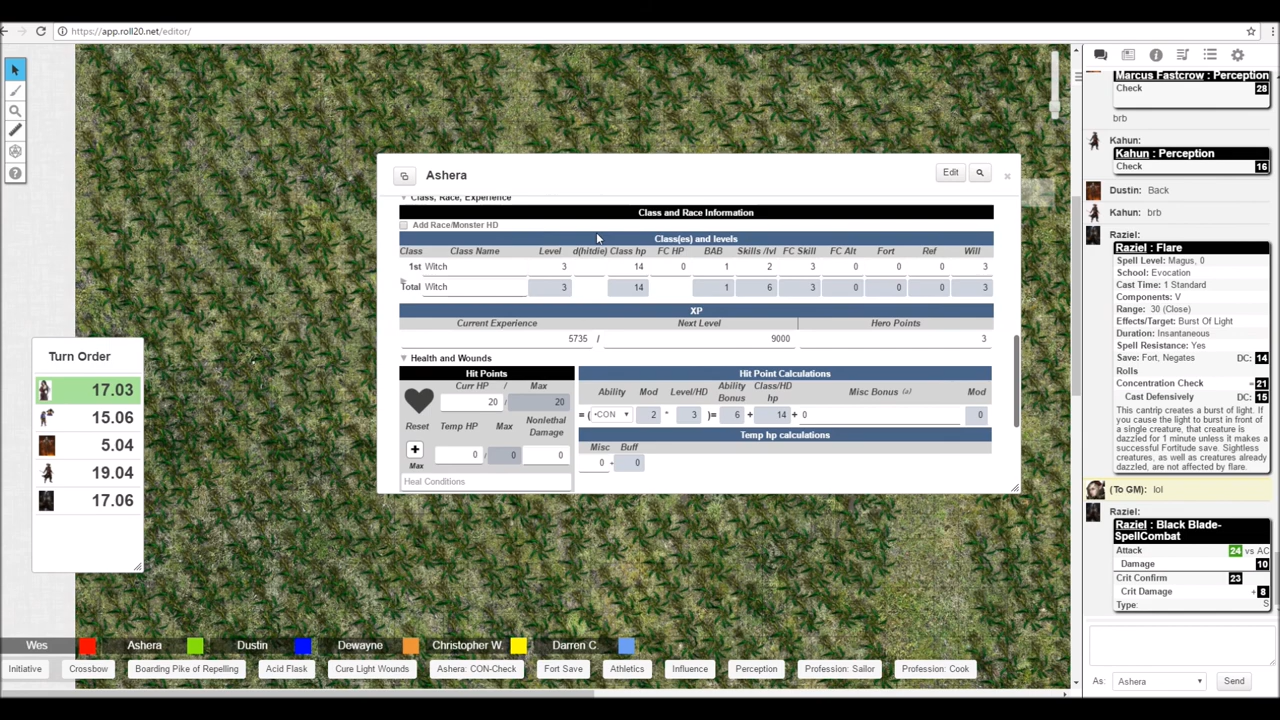 https://app.roll20.net/editor/
Ashera
Edit
Class, Race, Experience
Class and Race Information
Add Race/Monster HD
Class(es) and levels
Class Class Name Level d(hitdie) Class hp FC HP BAB Skills /lvl FC Skill FC Alt Fort Ref Will
1st Witch 3 14 0 1 2 3 0 0 0 3
Total Witch 3 14 1 6 3 0 0 0 3
XP
Current Experience Next Level Hero Points
5735 / 9000 3
Health and Wounds
Hit Points
Curr HP / Max
20 / 20
Reset Temp HP Max Nonlethal Damage
+ 0 / 0 0
Max
Heal Conditions
Hit Point Calculations
Ability Mod Level/HD Ability Bonus Class/HD hp Misc Bonus (a) Mod
= ( •CON 2 * 3 )= 6 + 14 + 0 0
Temp hp calculations
Misc Buff
0 + 0
Turn Order
17.03
15.06
5.04
19.04
17.06
Wes Ashera Dustin Dewayne Christopher W. Darren C.
Initiative Crossbow Boarding Pike of Repelling Acid Flask Cure Light Wounds Ashera: CON-Check Fort Save Athletics Influence Perception Profession: Sailor Profession: Cook
Marcus Fastcrow : Perception
Check 28
brb
Kahun:
Kahun : Perception
Check 16
Dustin: Back
Kahun: brb
Raziel:
Raziel : Flare
Spell Level: Magus, 0
School: Evocation
Cast Time: 1 Standard
Components: V
Range: 30 (Close)
Effects/Target: Burst Of Light
Duration: Insantaneous
Spell Resistance: Yes
Save: Fort, Negates DC: 14
Rolls
Concentration Check = 21
Cast Defensively DC: 15
This cantrip creates a burst of light. If
you cause the light to burst in front of
a single creature, that creature is
dazzled for 1 minute unless it makes a
successful Fortitude save. Sightless
creatures, as well as creatures already
dazzled, are not affected by flare.
(To GM): lol
Raziel:
Raziel : Black Blade-
SpellCombat
Attack 24 vs AC
Damage 10
Crit Confirm 23
Crit Damage + 8
Type: S
As: Ashera Send